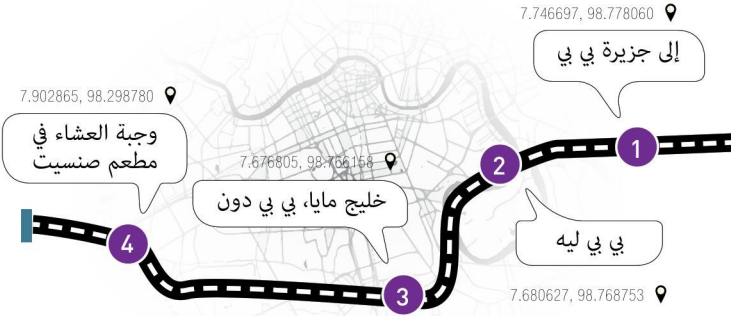 7.746697, 98.778060
إلى جزيرة بي بي
1
2
بي بي ليه
7.680627, 98.768753
7.676805, 98.766158
خليج مايا، بي بي دون
3
7.902865, 98.298780
وجبة العشاء في
مطعم صنسيت
4